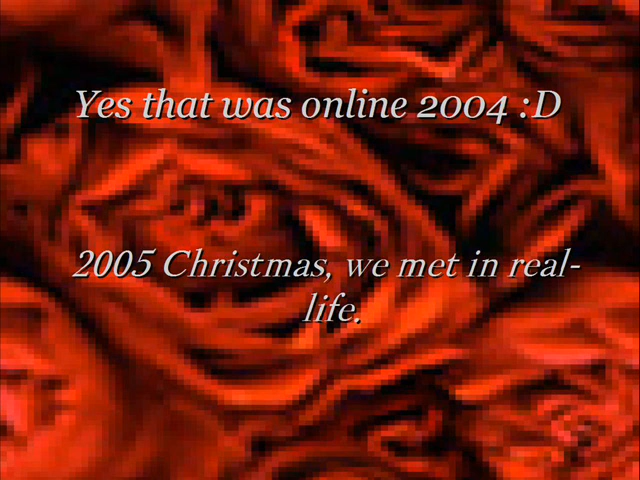 Yes that was online 2004 :D
2005 Christmas, we met in real-
life.